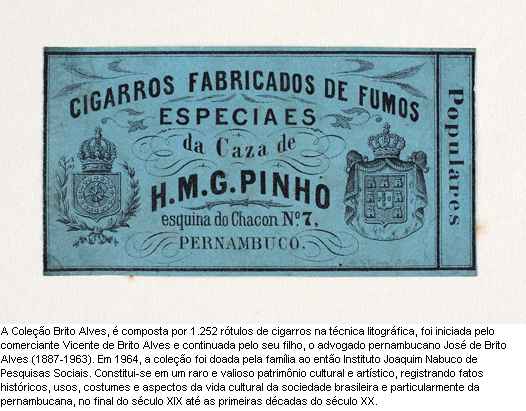 CIGARROS FABRICADOS DE FUMOS
ESPECIAES
da Caza de
H.M.G.PINHO
esquina do Chacon Nº 7,
PERNAMBUCO.
Populares
A Coleção Brito Alves, é composta por 1.252 rótulos de cigarros na técnica litográfica, foi iniciada pelo
comerciante Vicente de Brito Alves e continuada pelo seu filho, o advogado pernambucano José de Brito
Alves (1887-1963). Em 1964, a coleção foi doada pela família ao então Instituto Joaquim Nabuco de
Pesquisas Sociais. Constitui-se em um raro e valioso patrimônio cultural e artístico, registrando fatos
históricos, usos, costumes e aspectos da vida cultural da sociedade brasileira e particularmente da
pernambucana, no final do século XIX até as primeiras décadas do século XX.